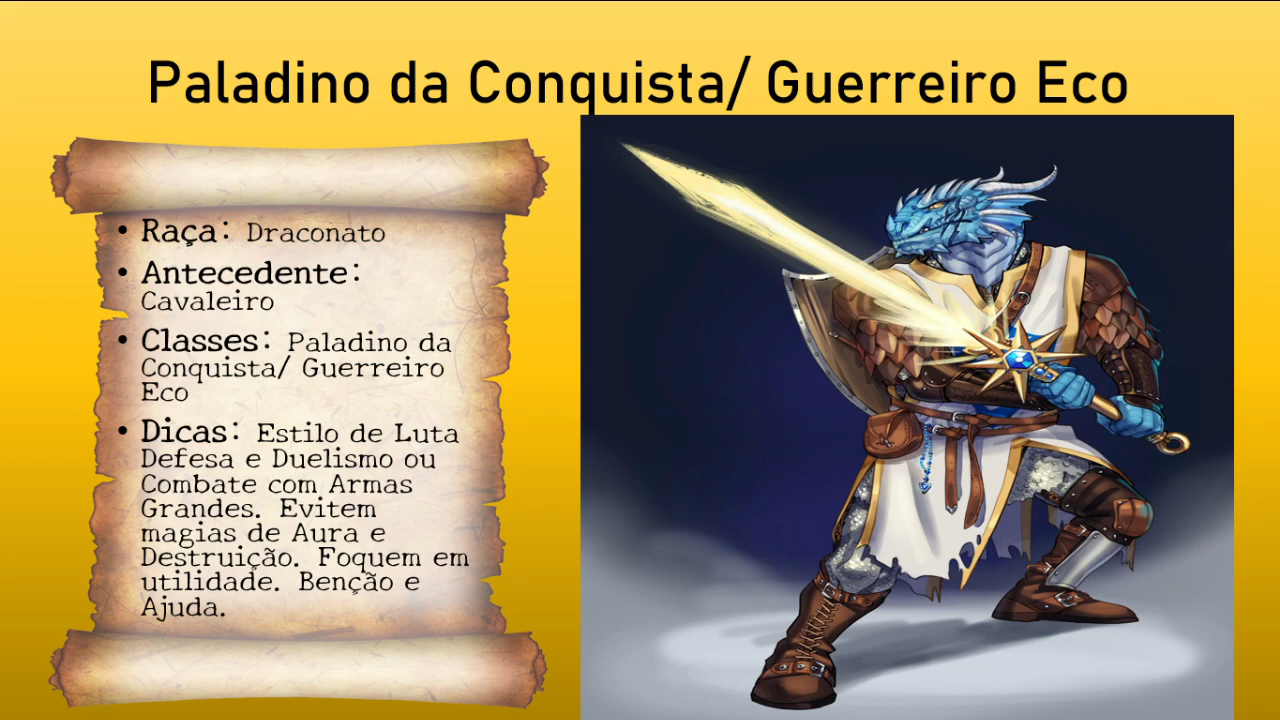 Paladino da Conquista/ Guerreiro Eco
• Raça: Draconato
• Antecedente:
Cavaleiro
• Classes: Paladino da
Conquista/ Guerreiro
Eco
• Dicas: Estilo de Luta
Defesa e Duelismo ou
Combate com Armas
Grandes. Evitem
magias de Aura e
Destruição. Foquem em
utilidade. Benção e
Ajuda.